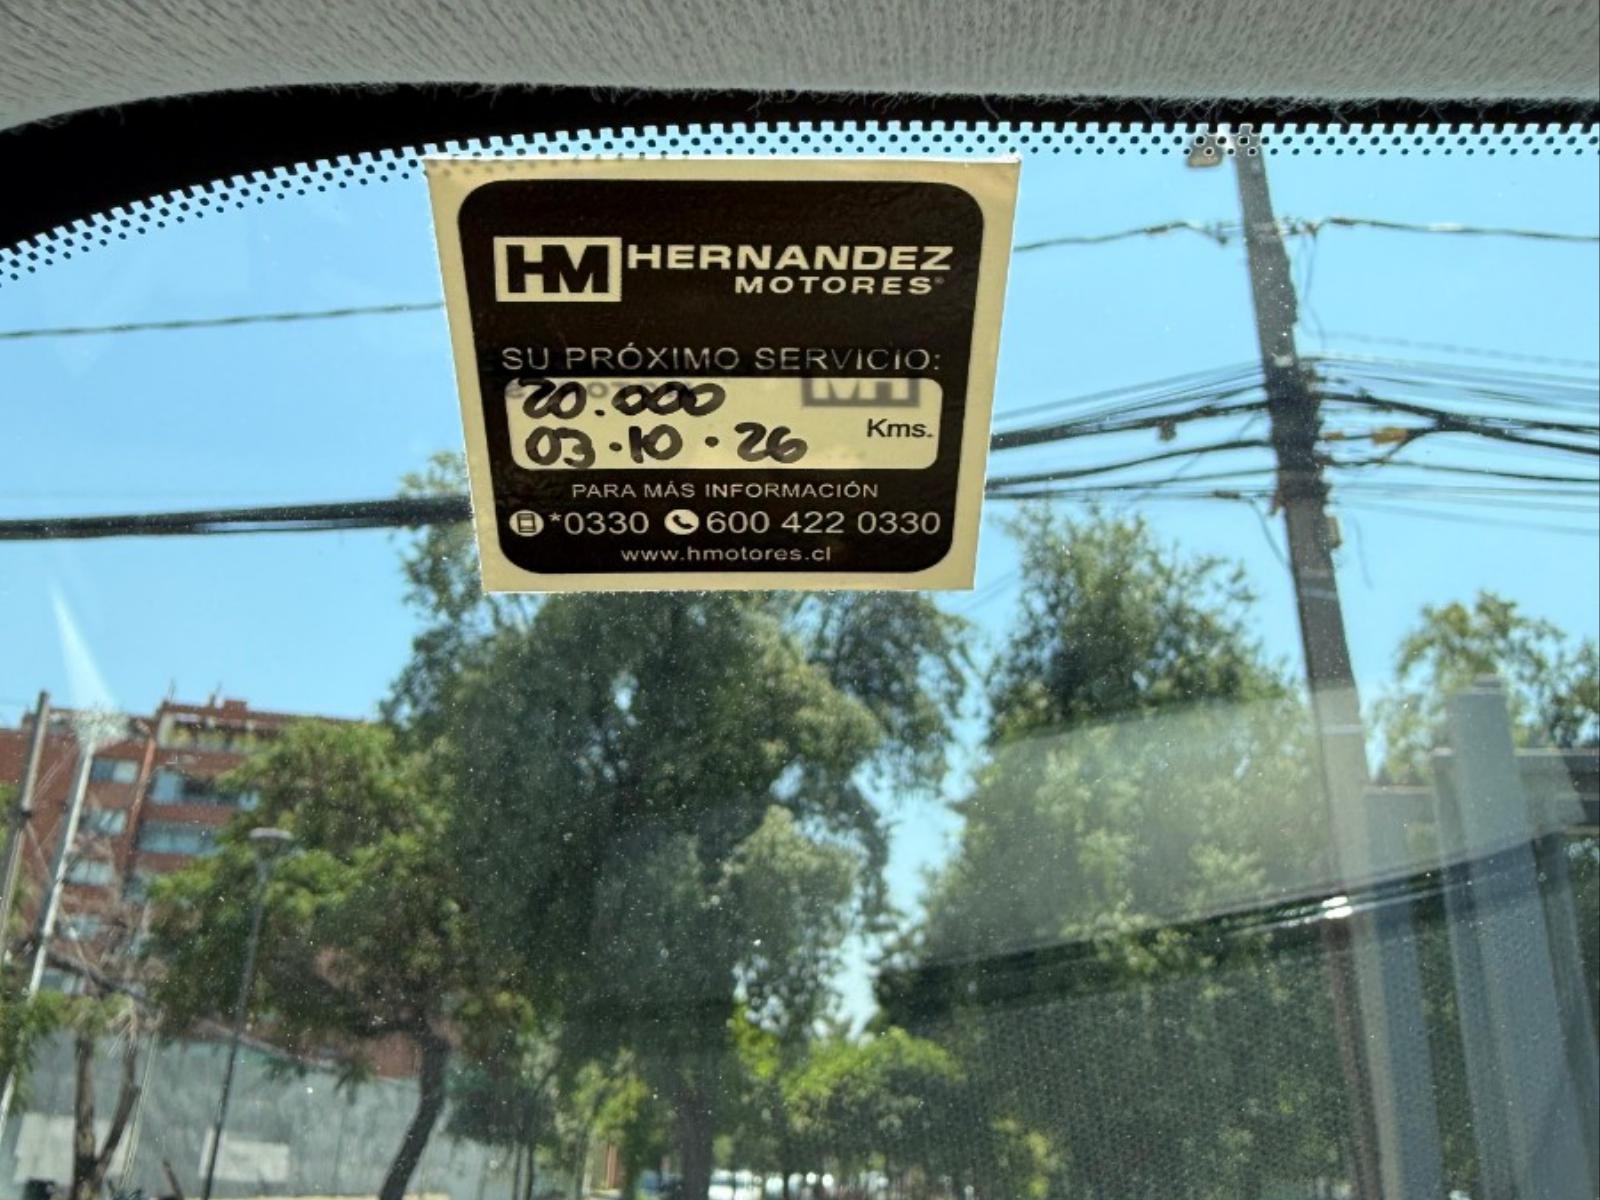 HM HERNANDEZ
MOTORES®
SU PRÓXIMO SERVICIO:
20.000
03.10.26
Kms.
PARA MÁS INFORMACIÓN
*0330 600 422 0330
www.hmotores.cl